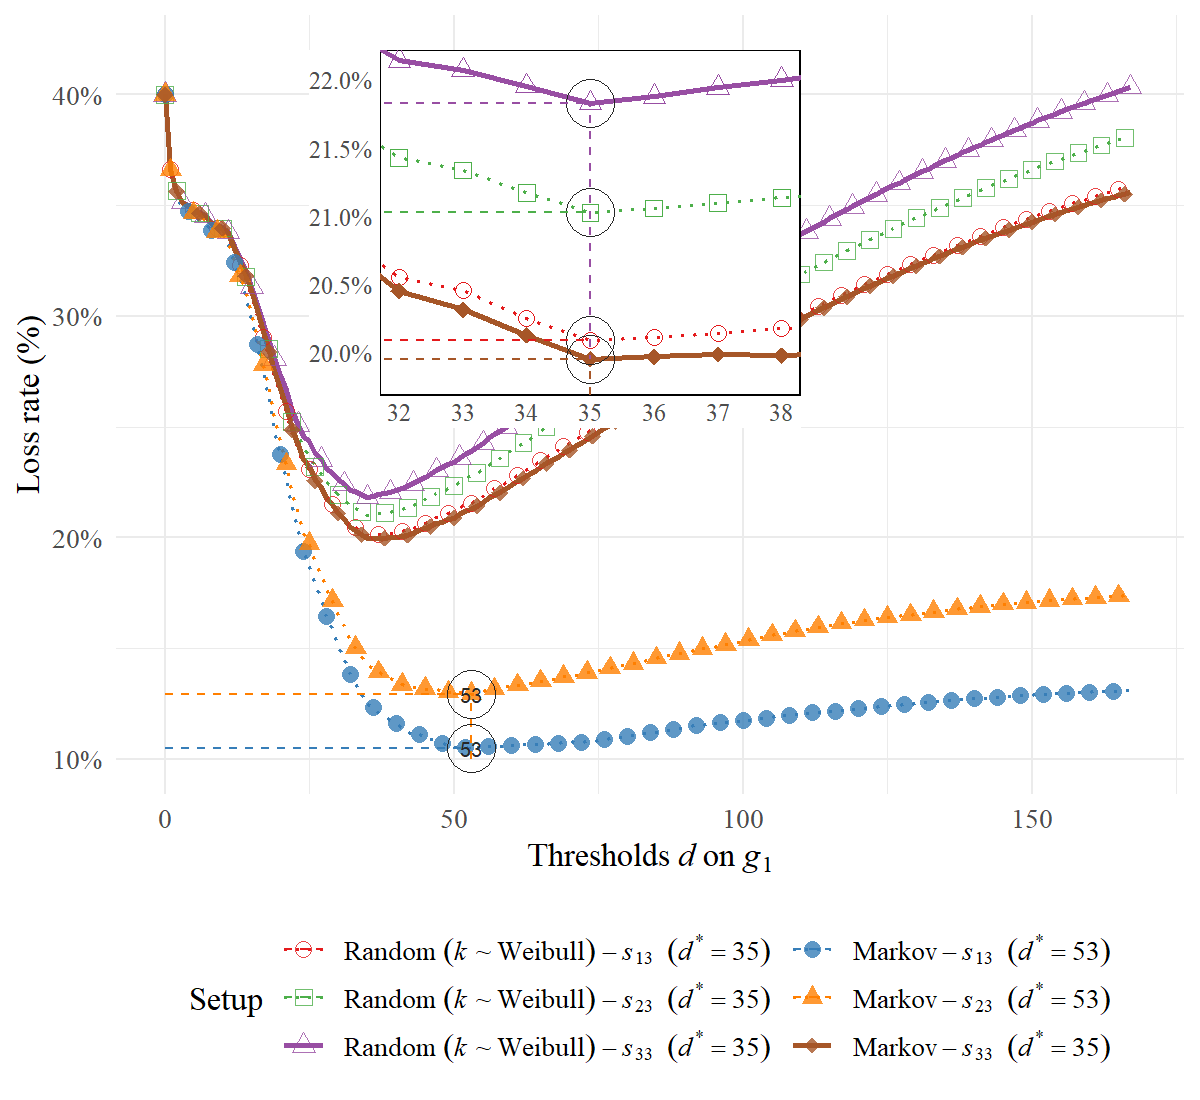 Loss rate (%)
40%
30%
20%
10%
22.0%
21.5%
21.0%
20.5%
20.0%
32 33 34 35 36 37 38
53
53
0 50 100 150
Thresholds d on g1
Setup
Random (k ~ Weibull) – s13 (d* = 35)
Random (k ~ Weibull) – s23 (d* = 35)
Random (k ~ Weibull) – s33 (d* = 35)
Markov – s13 (d* = 53)
Markov – s23 (d* = 53)
Markov – s33 (d* = 35)